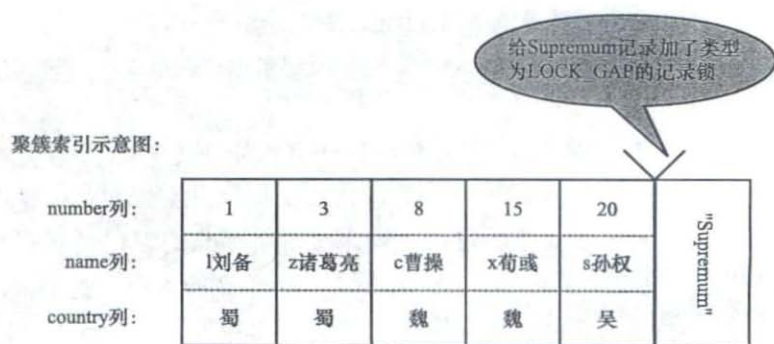 给Supremum记录加了类型
为LOCK_GAP的记录锁
聚簇索引示意图：
number列： 1 3 8 15 20 "Supremum"
name列： l刘备 z诸葛亮 c曹操 x荀彧 s孙权
country列： 蜀 蜀 魏 魏 吴